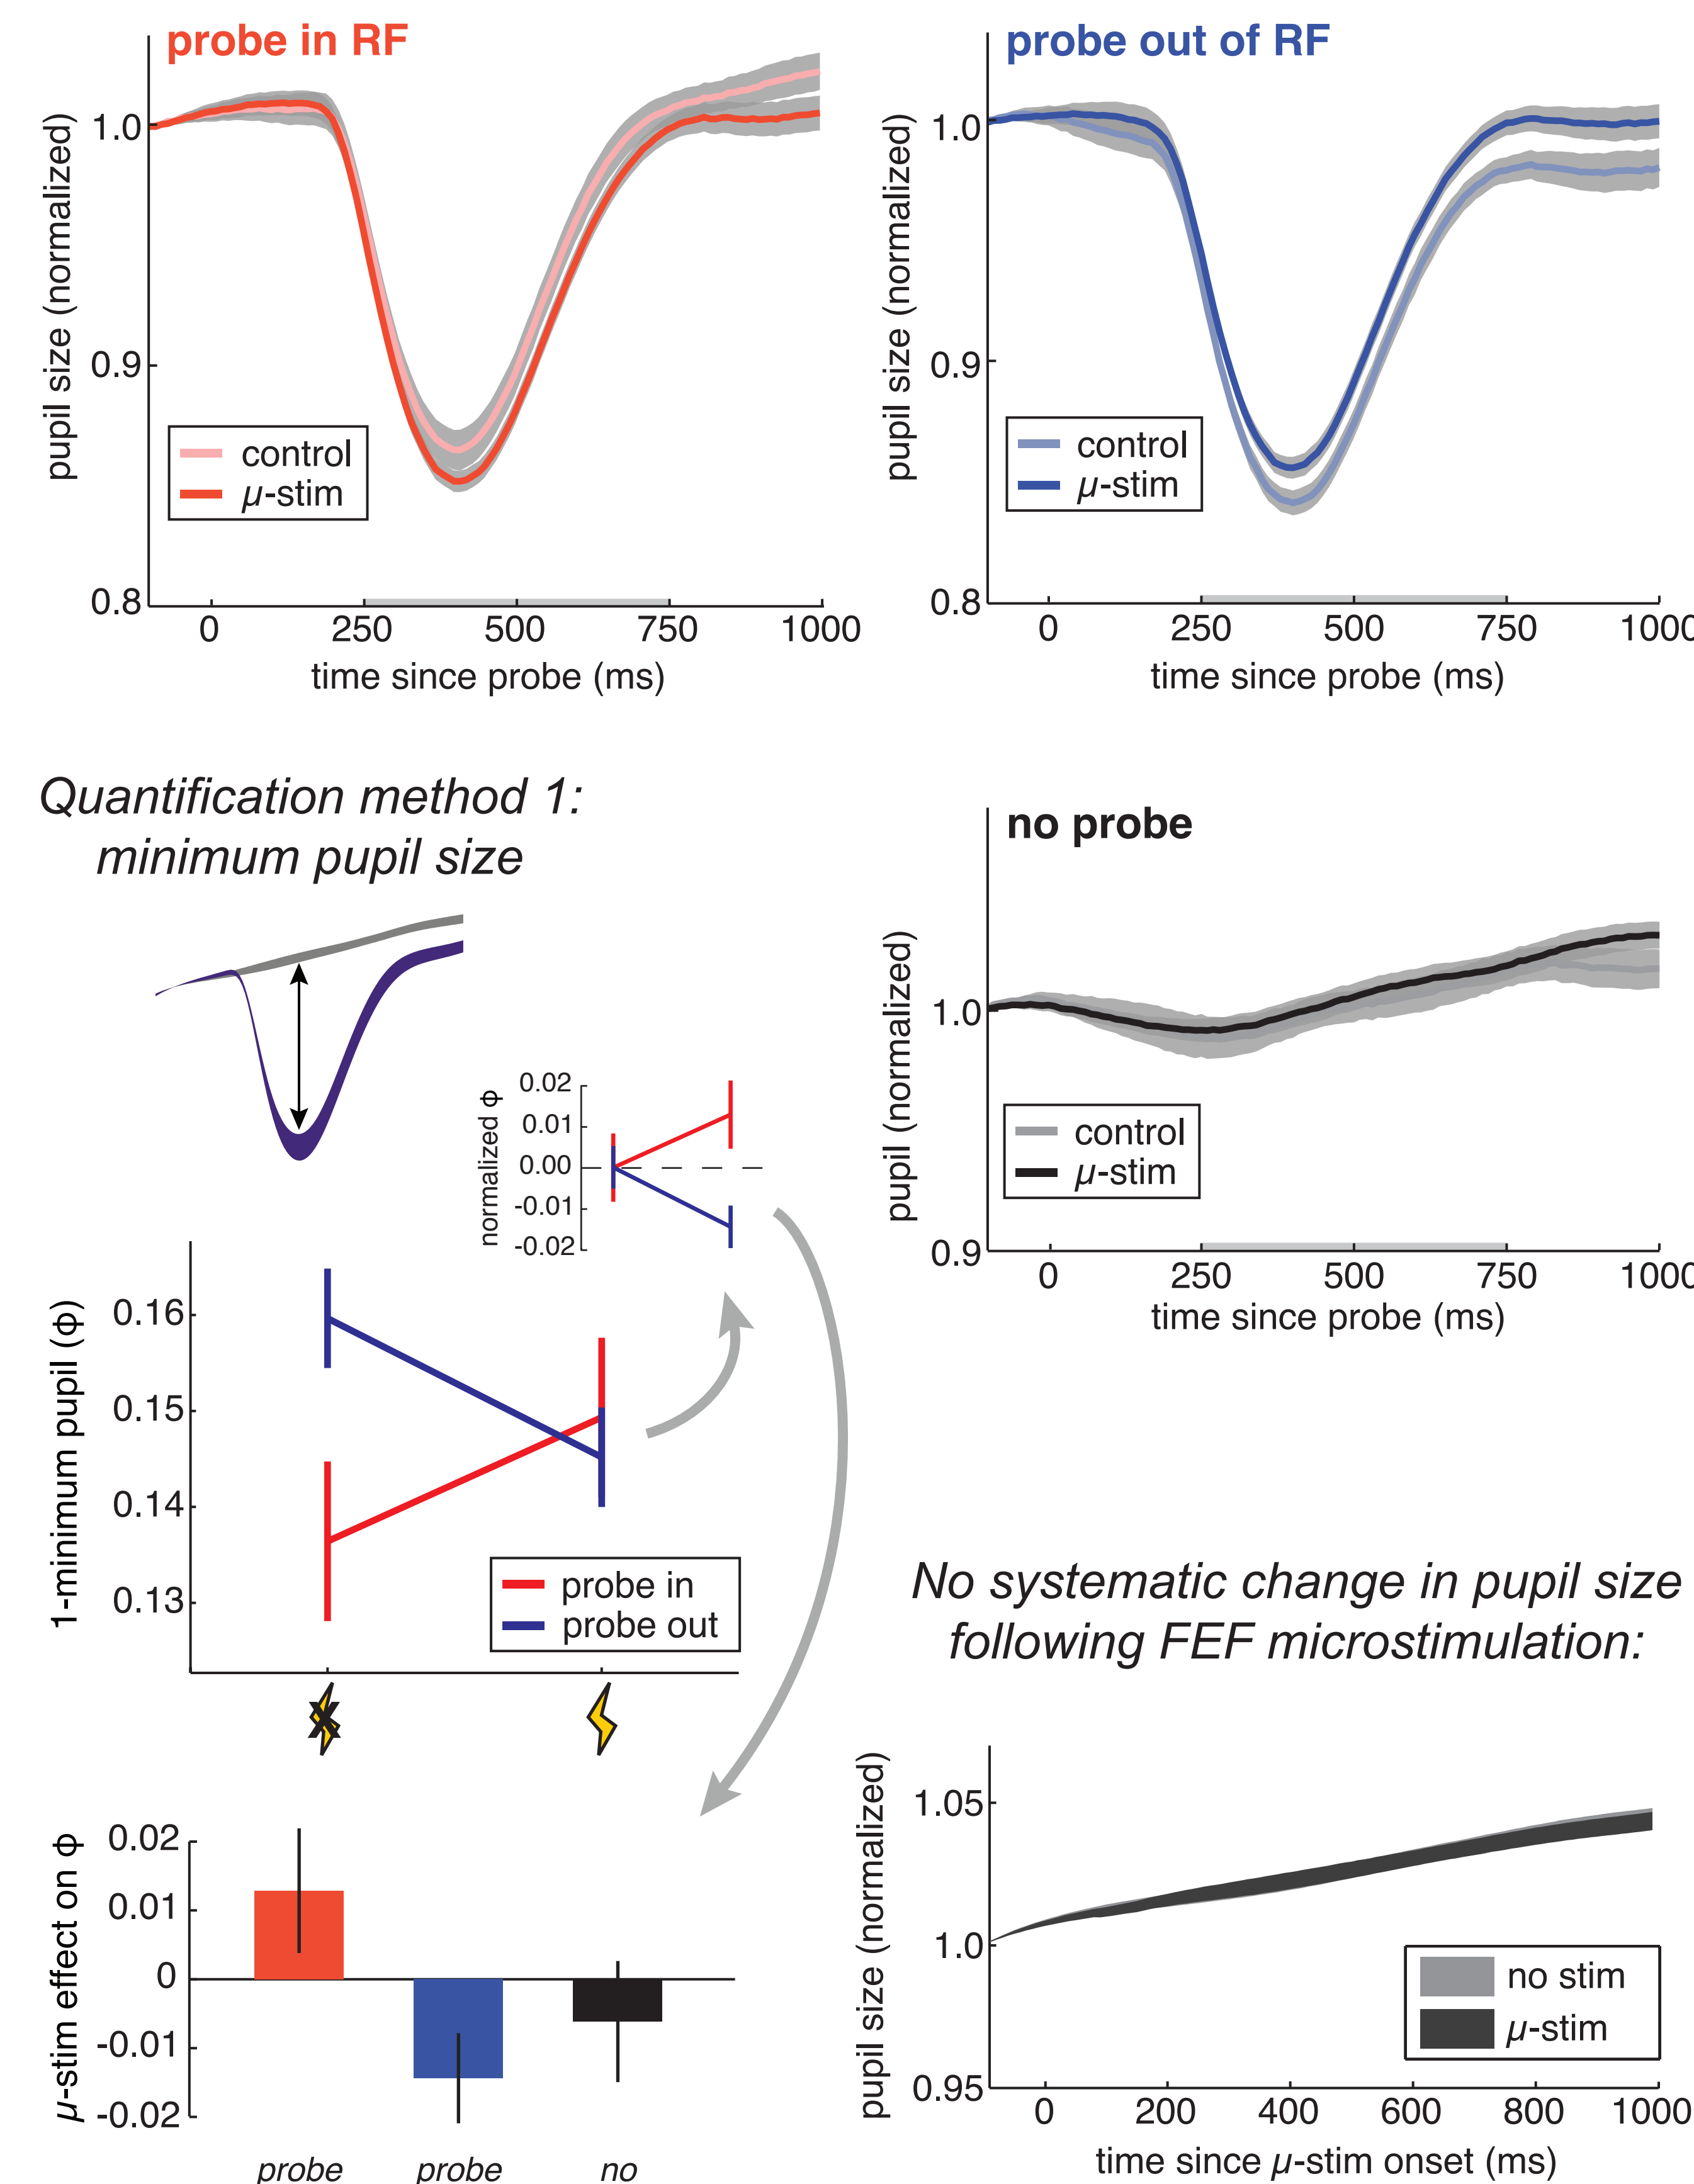 probe in RF
pupil size (normalized)
1.0
0.9
0.8
control
µ-stim
0
250
500
750
1000
time since probe (ms)
probe out of RF
pupil size (normalized)
1.0
0.9
0.8
control
µ-stim
0
250
500
750
1000
time since probe (ms)
Quantification method 1:
minimum pupil size
normalized ϕ
0.02
0.01
0.00
-0.01
-0.02
1-minimum pupil (ϕ)
0.16
0.15
0.14
0.13
probe in
probe out
µ-stim effect on ϕ
0.02
0.01
0
-0.01
-0.02
probe
probe
no
no probe
pupil (normalized)
1.0
0.9
control
µ-stim
0
250
500
750
1000
time since probe (ms)
No systematic change in pupil size
following FEF microstimulation:
pupil size (normalized)
1.05
1.0
0.95
no stim
µ-stim
0
200
400
600
800
1000
time since µ-stim onset (ms)